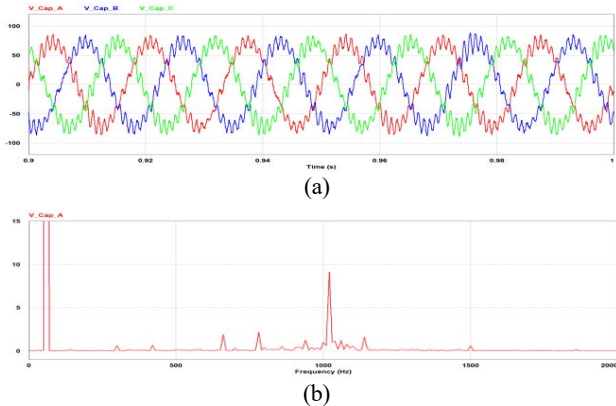 V_Cap_A V_Cap_B V_Cap_C
100
50
0
-50
-100
0.9 0.92 0.94 0.96 0.98 1
Time (s)
(a)
V_Cap_A
15
10
5
0
0 500 1000 1500 2000
Frequency (Hz)
(b)